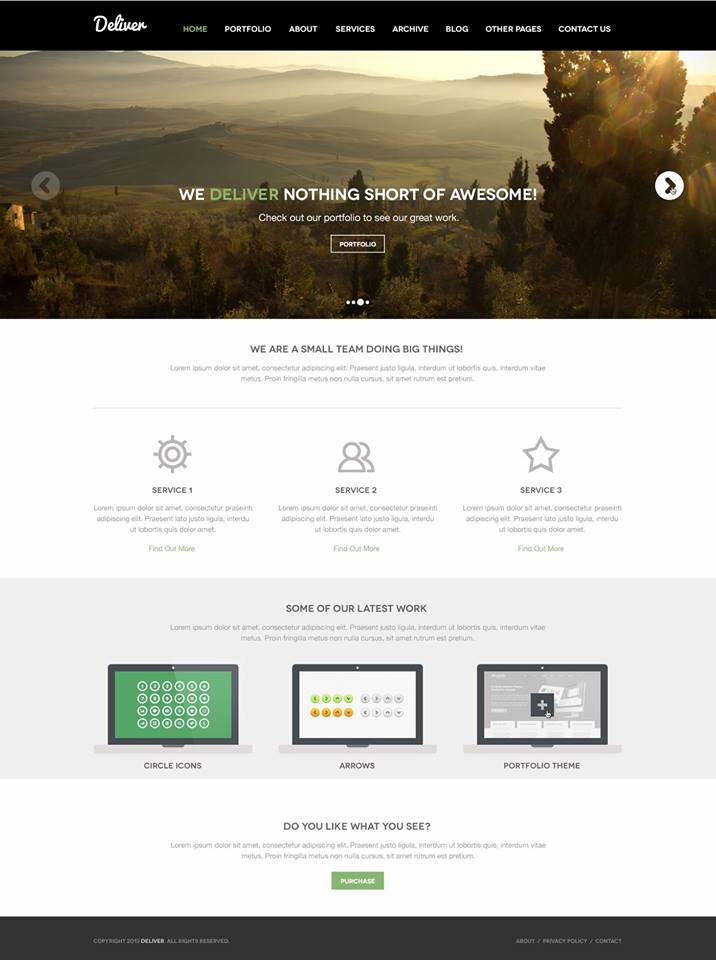 Deliver
HOME PORTFOLIO ABOUT SERVICES ARCHIVE BLOG OTHER PAGES CONTACT US
WE DELIVER NOTHING SHORT OF AWESOME!
Check out our portfolio to see our great work.
PORTFOLIO
WE ARE A SMALL TEAM DOING BIG THINGS!
Lorem ipsum dolor sit amet, consectetur adipiscing elit. Praesent justo ligula, interdum ut lobortis quis, interdum vitae
metus. Proin fringilla metus non nulla cursus, sit amet rutrum est pretium.
SERVICE 1
Lorem ipsum dolor sit amet, consectetur praesenti
adipiscing elit. Praesent lato justo ligula, interdu
ut lobortis quis dolor amet.
Find Out More
SERVICE 2
Lorem ipsum dolor sit amet, consectetur praesenti
adipiscing elit. Praesent lato justo ligula, interdu
ut lobortis quis dolor amet.
Find Out More
SERVICE 3
Lorem ipsum dolor sit amet, consectetur praesenti
adipiscing elit. Praesent lato justo ligula, interdu
ut lobortis quis dolor amet.
Find Out More
SOME OF OUR LATEST WORK
Lorem ipsum dolor sit amet, consectetur adipiscing elit. Praesent justo ligula, interdum ut lobortis quis, interdum vitae
metus. Proin fringilla metus non nulla cursus, sit amet rutrum est pretium.
CIRCLE ICONS
ARROWS
PORTFOLIO THEME
DO YOU LIKE WHAT YOU SEE?
Lorem ipsum dolor sit amet, consectetur adipiscing elit. Praesent justo ligula, interdum ut lobortis quis, interdum vitae
metus. Proin fringilla metus non nulla cursus, sit amet rutrum est pretium.
PURCHASE
COPYRIGHT 2013 DELIVER. ALL RIGHTS RESERVED.
ABOUT / PRIVACY POLICY / CONTACT